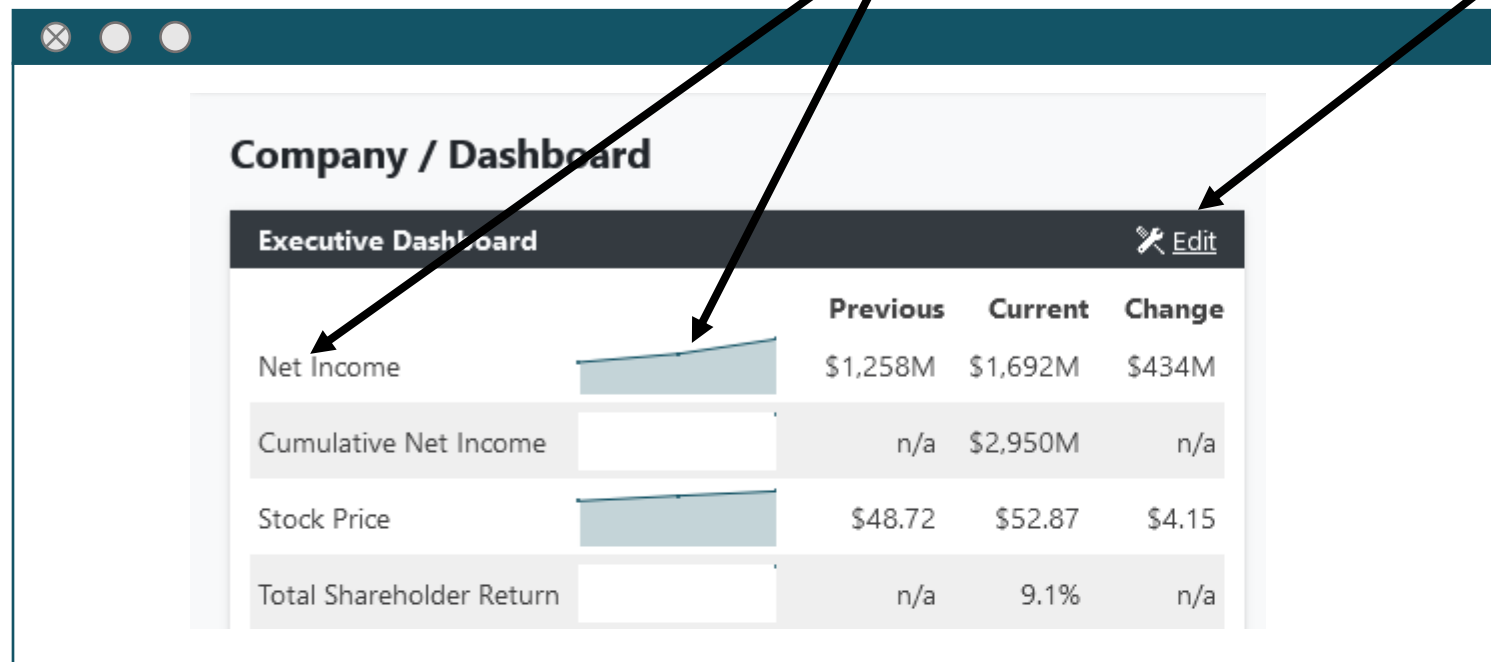 Company / Dashboard
Executive Dashboard Edit
Previous Current Change
Net Income $1,258M $1,692M $434M
Cumulative Net Income n/a $2,950M n/a
Stock Price $48.72 $52.87 $4.15
Total Shareholder Return n/a 9.1% n/a